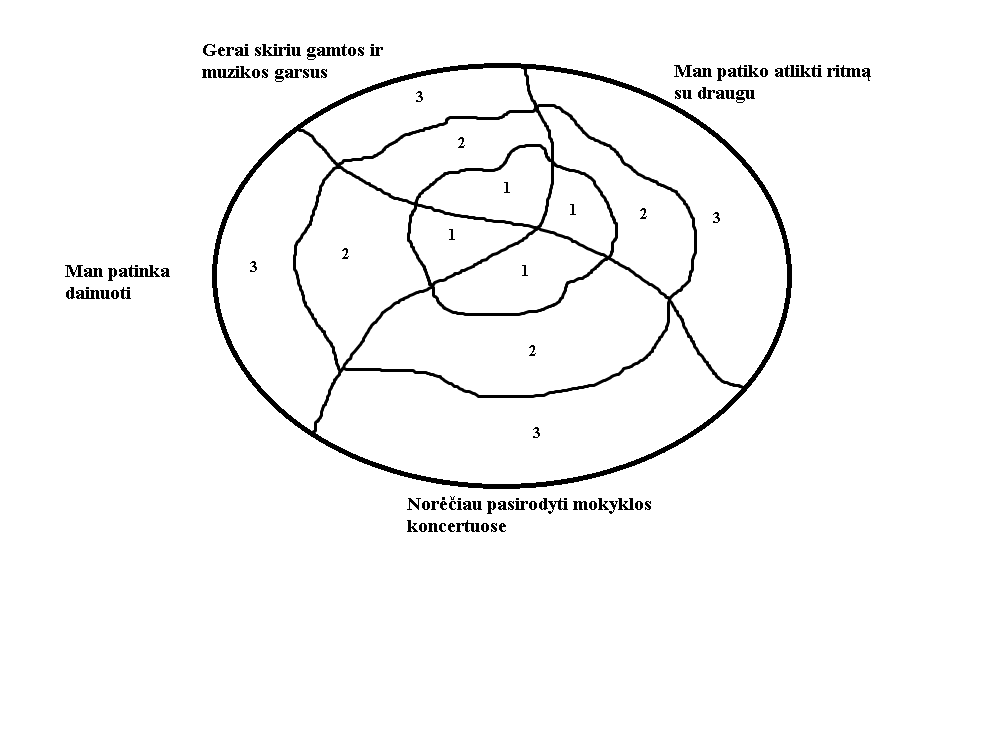 Gerai skiriu gamtos ir
muzikos garsus
Man patiko atlikti ritmą
su draugu
3
2
1
1
2
3
1
2
3
1
2
3
Man patinka
dainuoti
Norėčiau pasirodyti mokyklos
koncertuose